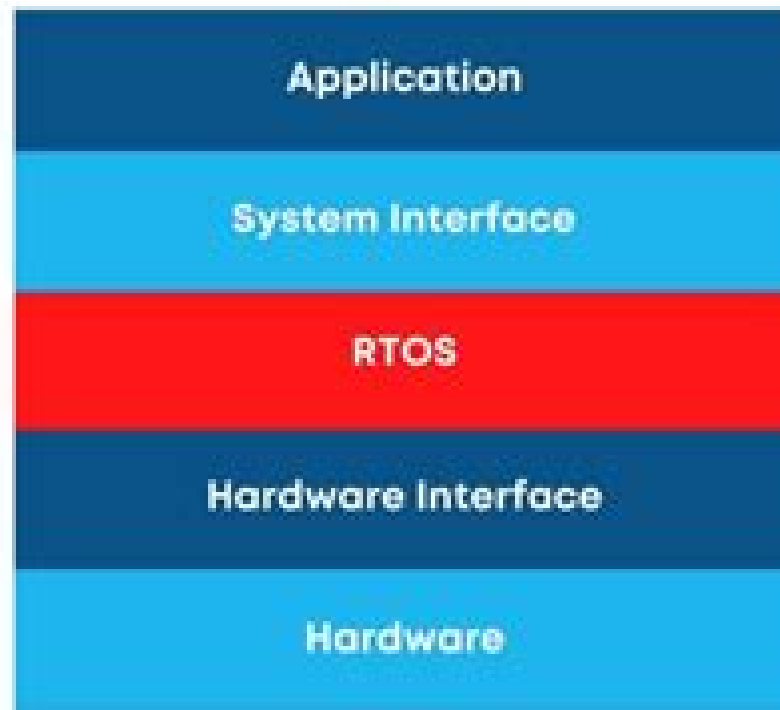 Application
System Interface
RTOS
Hardware Interface
Hardware